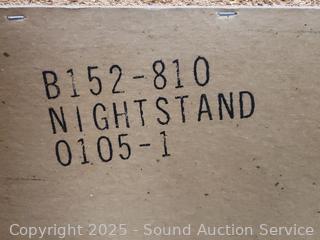 B152-810
NIGHTSTAND
0105-1
Copyright 2025 - Sound Auction Service